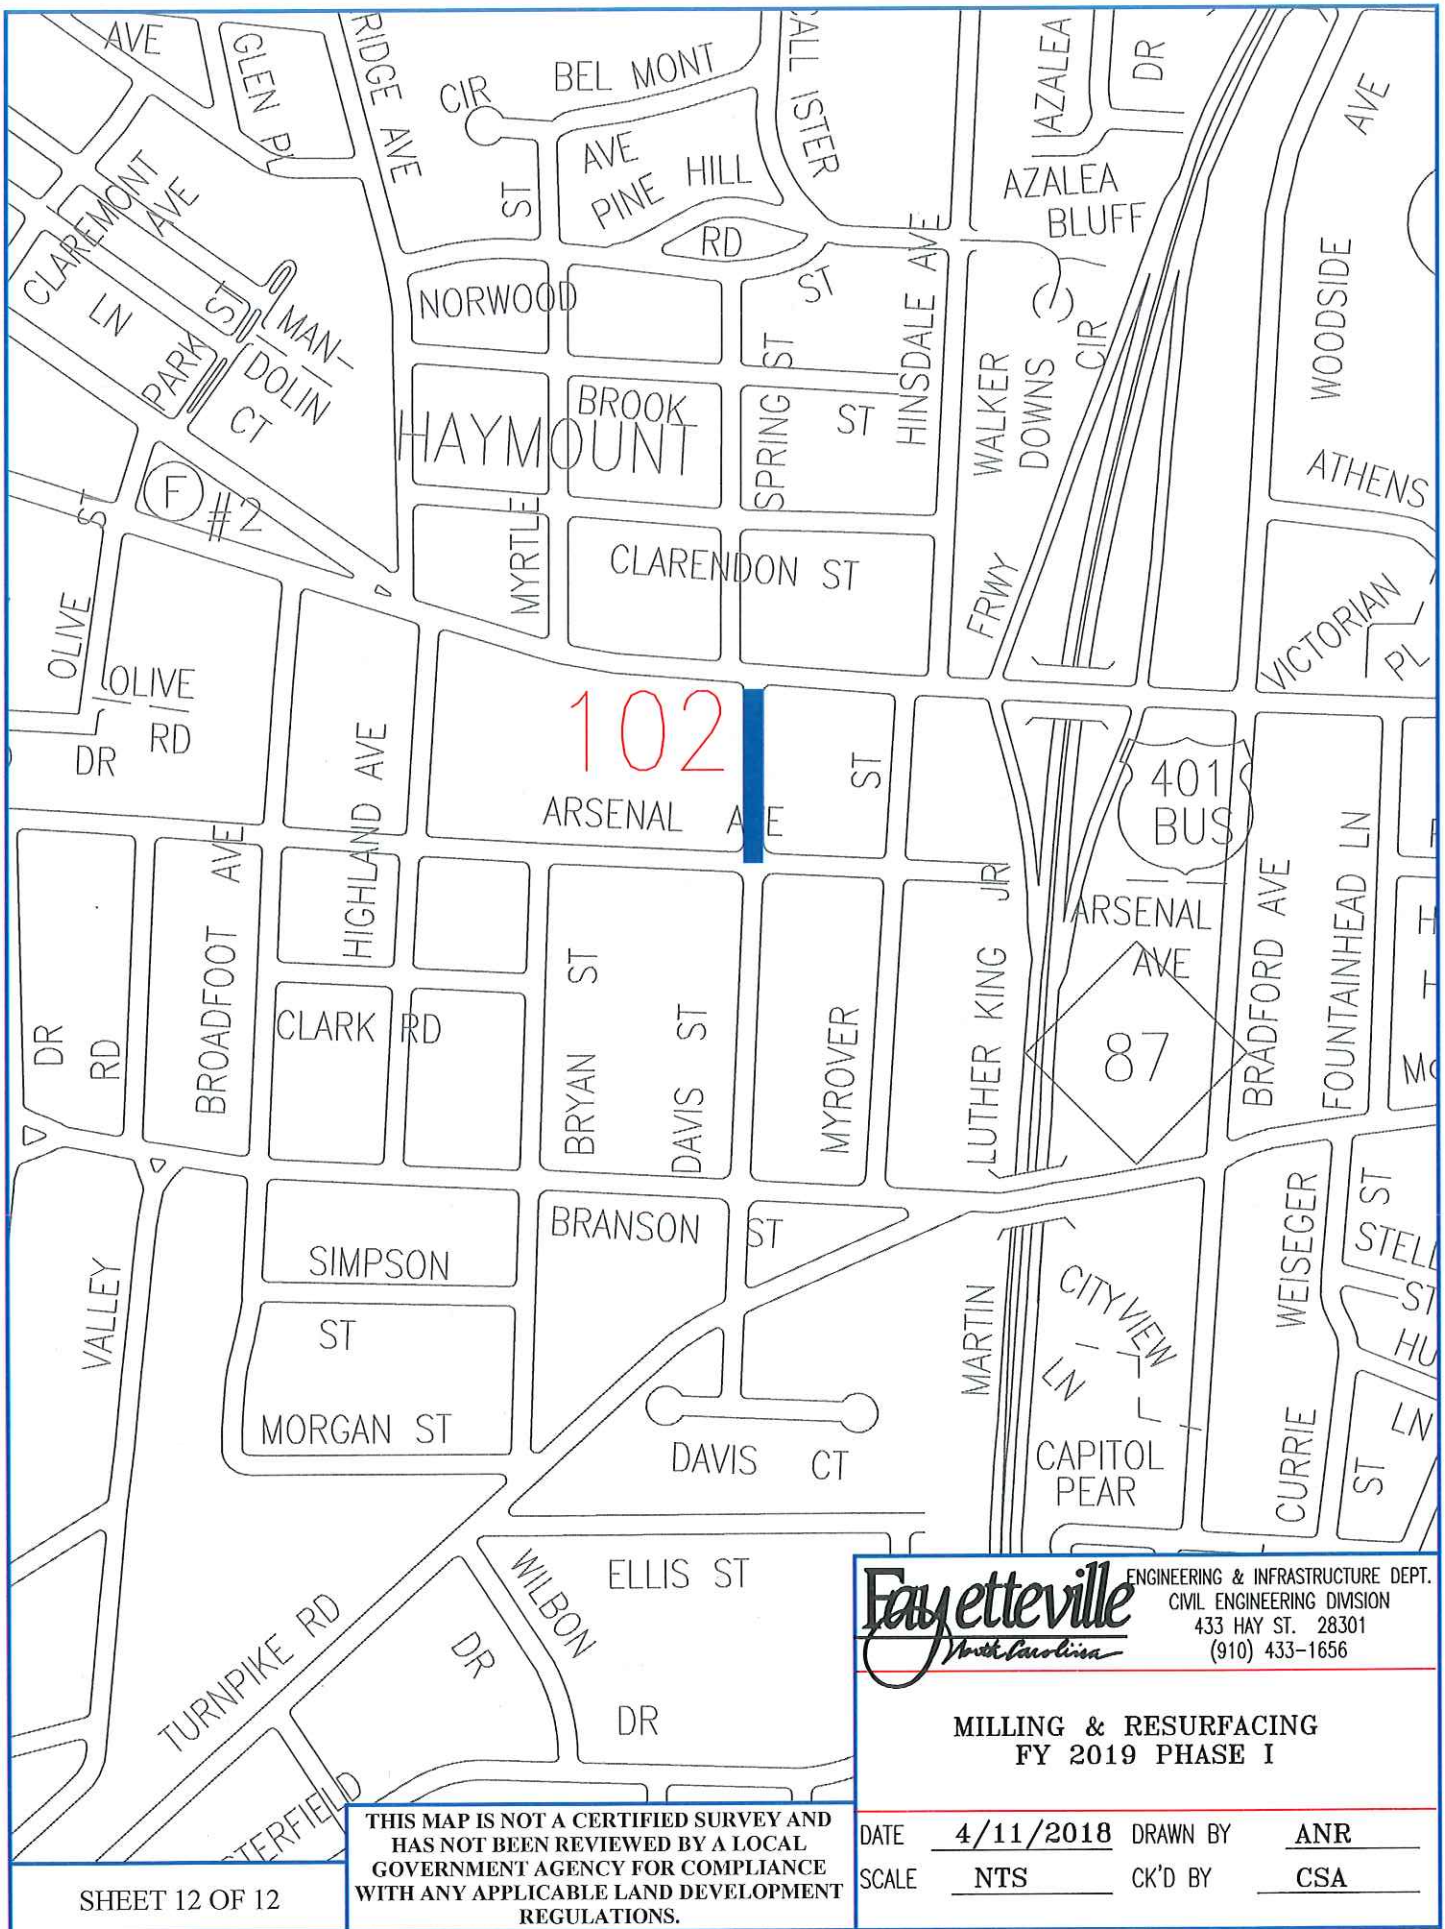 AVE
GLEN PL
RIDGE AVE
CIR
BEL MONT
AVE
ST
PINE HILL
RD
ST
AZALEA
DR
AZALEA
BLUFF
AVE
WOODSIDE
CLAREMONT
AVE
LN
PARK ST
MAN-
DOLIN
CT
NORWOOD
BROOK
ST
HAYMOUNT
SPRING ST
HINSDALE AVE
WALKER
DOWNS
CIR
ATHENS
F #2
OLIVE ST
MYRTLE
CLARENDON ST
FRWY
VICTORIAN
PL
OLIVE
RD
DR
102
HIGHLAND AVE
ARSENAL AVE
ST
401
BUS
BROADFOOT AVE
JR
ARSENAL
AVE
BRADFORD AVE
FOUNTAINHEAD LN
DR
RD
CLARK RD
BRYAN ST
DAVIS ST
MYROVER
LUTHER KING
87
VALLEY
SIMPSON
ST
BRANSON ST
MARTIN
CITYVIEW
LN
WEISEGER
ST
ST
LN
MORGAN ST
DAVIS CT
CAPITOL
PEAR
CURRIE
ST
ELLIS ST
WILBON
DR
DR
TURNPIKE RD
Fayetteville
North Carolina
ENGINEERING & INFRASTRUCTURE DEPT.
CIVIL ENGINEERING DIVISION
433 HAY ST. 28301
(910) 433-1656
MILLING & RESURFACING
FY 2019 PHASE I
DATE 4/11/2018 DRAWN BY ANR
SCALE NTS CK'D BY CSA
THIS MAP IS NOT A CERTIFIED SURVEY AND
HAS NOT BEEN REVIEWED BY A LOCAL
GOVERNMENT AGENCY FOR COMPLIANCE
WITH ANY APPLICABLE LAND DEVELOPMENT
REGULATIONS.
SHEET 12 OF 12